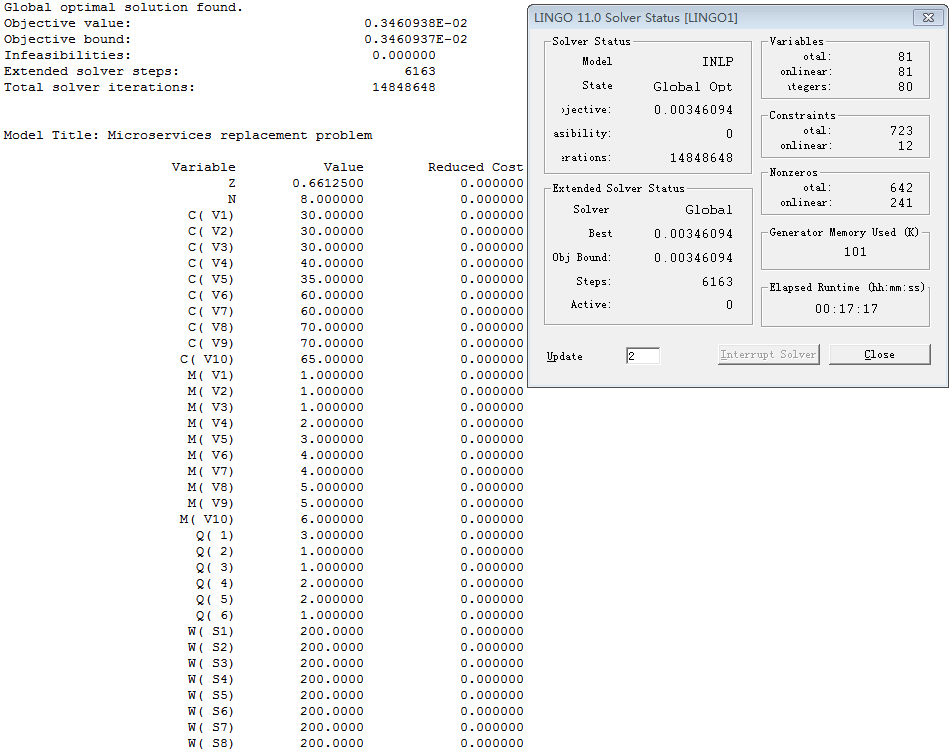 Global optimal solution found.
Objective value: 0.3460938E-02
Objective bound: 0.3460937E-02
Infeasibilities: 0.000000
Extended solver steps: 6163
Total solver iterations: 14848648
Model Title: Microservices replacement problem
Variable Value Reduced Cost
Z 0.6612500 0.000000
N 8.000000 0.000000
C( V1) 30.00000 0.000000
C( V2) 30.00000 0.000000
C( V3) 30.00000 0.000000
C( V4) 40.00000 0.000000
C( V5) 35.00000 0.000000
C( V6) 60.00000 0.000000
C( V7) 60.00000 0.000000
C( V8) 70.00000 0.000000
C( V9) 70.00000 0.000000
C( V10) 65.00000 0.000000
M( V1) 1.000000 0.000000
M( V2) 1.000000 0.000000
M( V3) 1.000000 0.000000
M( V4) 2.000000 0.000000
M( V5) 3.000000 0.000000
M( V6) 4.000000 0.000000
M( V7) 4.000000 0.000000
M( V8) 5.000000 0.000000
M( V9) 5.000000 0.000000
M( V10) 6.000000 0.000000
Q( 1) 3.000000 0.000000
Q( 2) 1.000000 0.000000
Q( 3) 1.000000 0.000000
Q( 4) 2.000000 0.000000
Q( 5) 2.000000 0.000000
Q( 6) 1.000000 0.000000
W( S1) 200.0000 0.000000
W( S2) 200.0000 0.000000
W( S3) 200.0000 0.000000
W( S4) 200.0000 0.000000
W( S5) 200.0000 0.000000
W( S6) 200.0000 0.000000
W( S7) 200.0000 0.000000
W( S8) 200.0000 0.000000
LINGO 11.0 Solver Status [LINGO1]
Solver Status
Model INLP
State Global Opt
jective: 0.00346094
asibility: 0
erations: 14848648
Extended Solver Status
Solver Global
Best 0.00346094
Obj Bound: 0.00346094
Steps: 6163
Active: 0
Variables
otal: 81
onlinear: 81
tegers: 80
Constraints
otal: 723
onlinear: 12
Nonzeros
otal: 642
onlinear: 241
Generator Memory Used (K)
101
Elapsed Runtime (hh:mm:ss)
00:17:17
Update 2
Interrupt Solver
Close